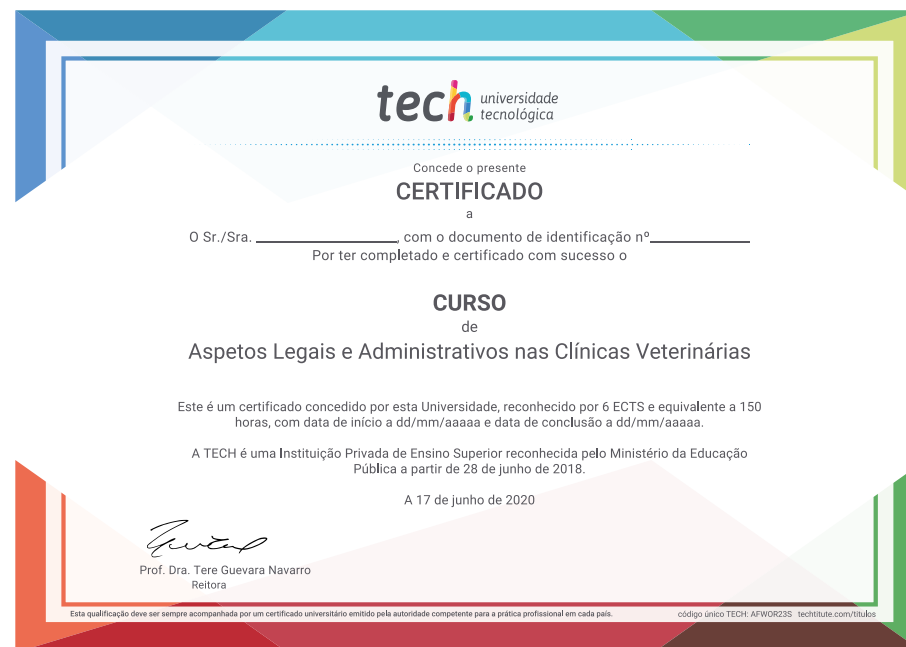 tech universidade
tecnológica
Concede o presente
CERTIFICADO
a
O Sr./Sra. ____________, com o documento de identificação nº________
Por ter completado e certificado com sucesso o
CURSO
de
Aspetos Legais e Administrativos nas Clínicas Veterinárias
Este é um certificado concedido por esta Universidade, reconhecido por 6 ECTS e equivalente a 150
horas, com data de início a dd/mm/aaaaa e data de conclusão a dd/mm/aaaaa.
A TECH é uma Instituição Privada de Ensino Superior reconhecida pelo Ministério da Educação
Pública a partir de 28 de junho de 2018.
A 17 de junho de 2020
Prof. Dra. Tere Guevara Navarro
Reitora
Esta qualificação deve ser sempre acompanhada por um certificado universitário emitido pela autoridade competente para a prática profissional em cada país.
código único TECH: AFWOR23S techtitute.com/titulos